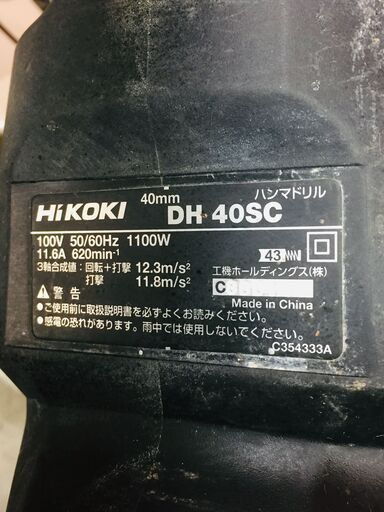 40mm
ハンマドリル
HiKOKI
DH 40SC
100V 50/60Hz 1100W
11.6A 620min⁻¹
43
3軸合成値：回転+打撃 12.3m/s²
打撃 11.8m/s²
工機ホールディングス(株)
C
Made in China
警告
●ご使用前に取扱説明書を必ずよくお読みください。
●感電の恐れがあります。雨中では使用しないでください。
C354333A